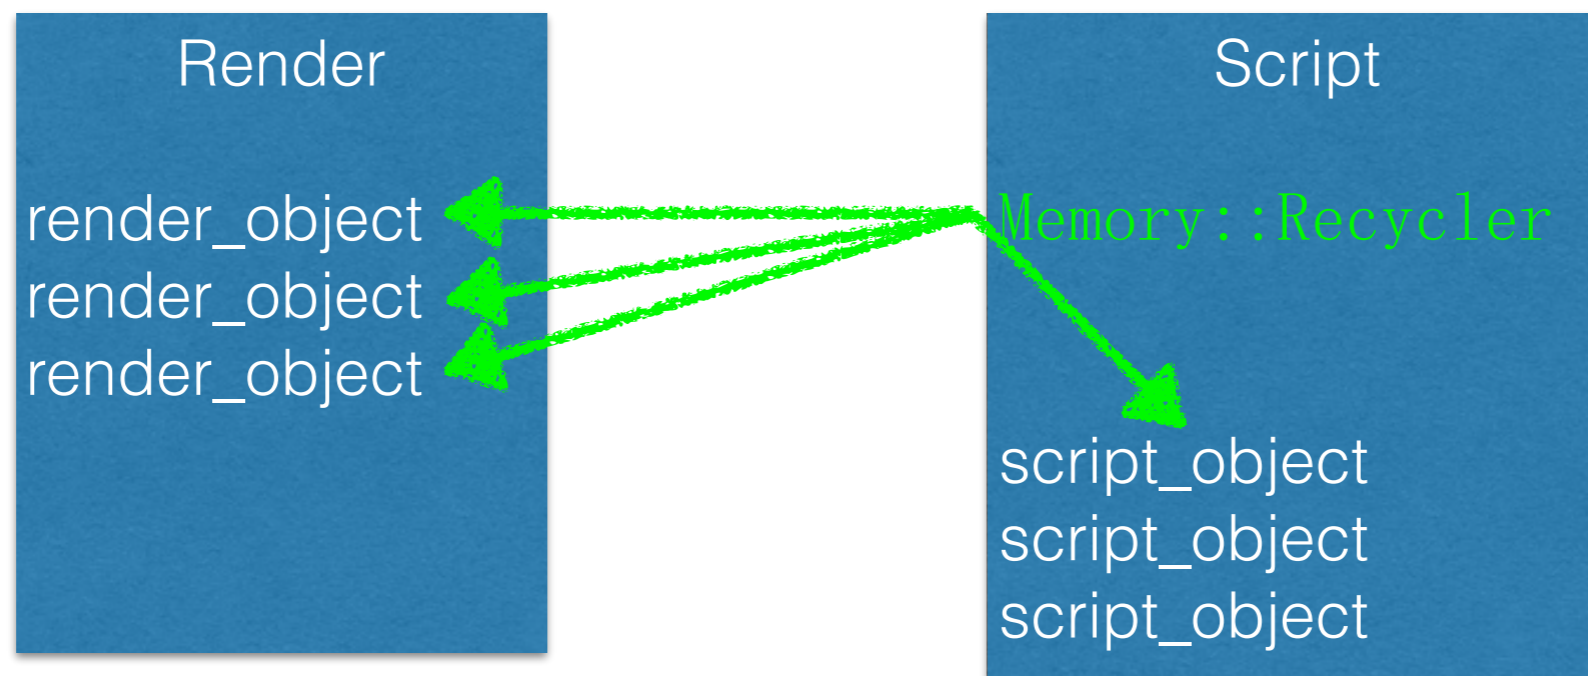 Render
render_object
render_object
render_object
Script
Memory::Recycler
script_object
script_object
script_object